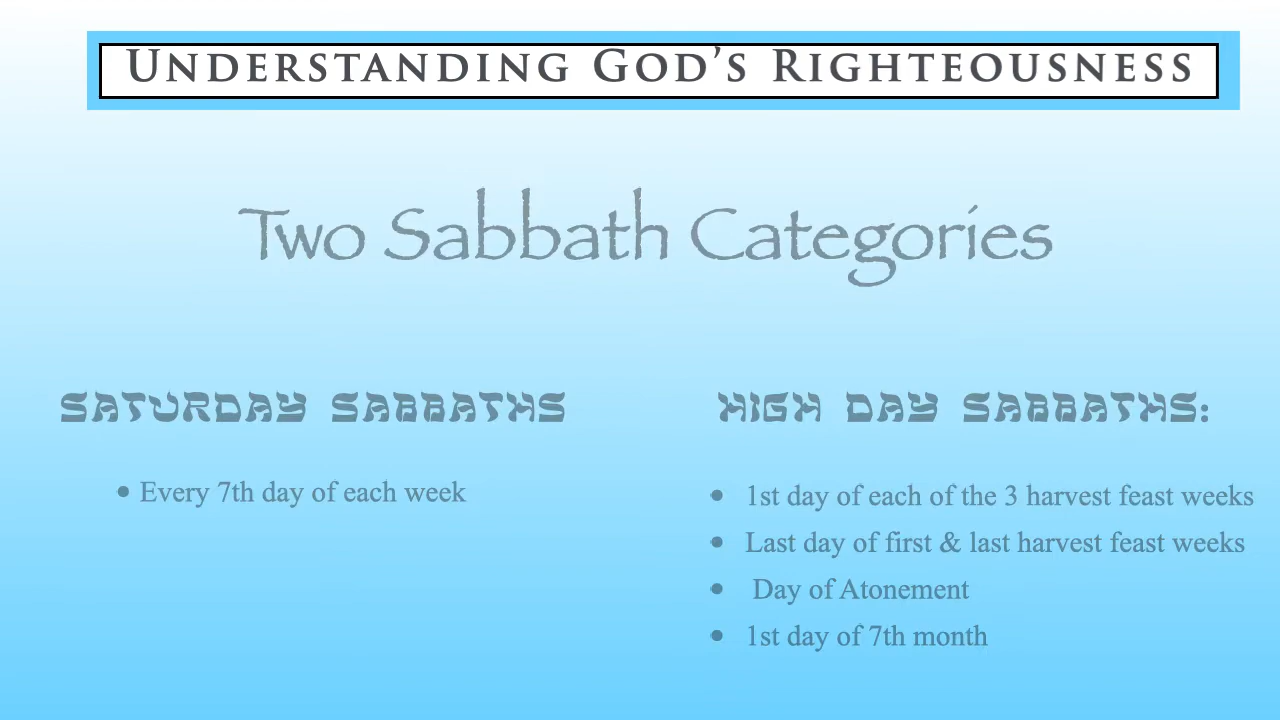 Understanding God's Righteousness
Two Sabbath Categories
Saturday Sabbaths
• Every 7th day of each week
High Day Sabbaths:
• 1st day of each of the 3 harvest feast weeks
• Last day of first & last harvest feast weeks
• Day of Atonement
• 1st day of 7th month